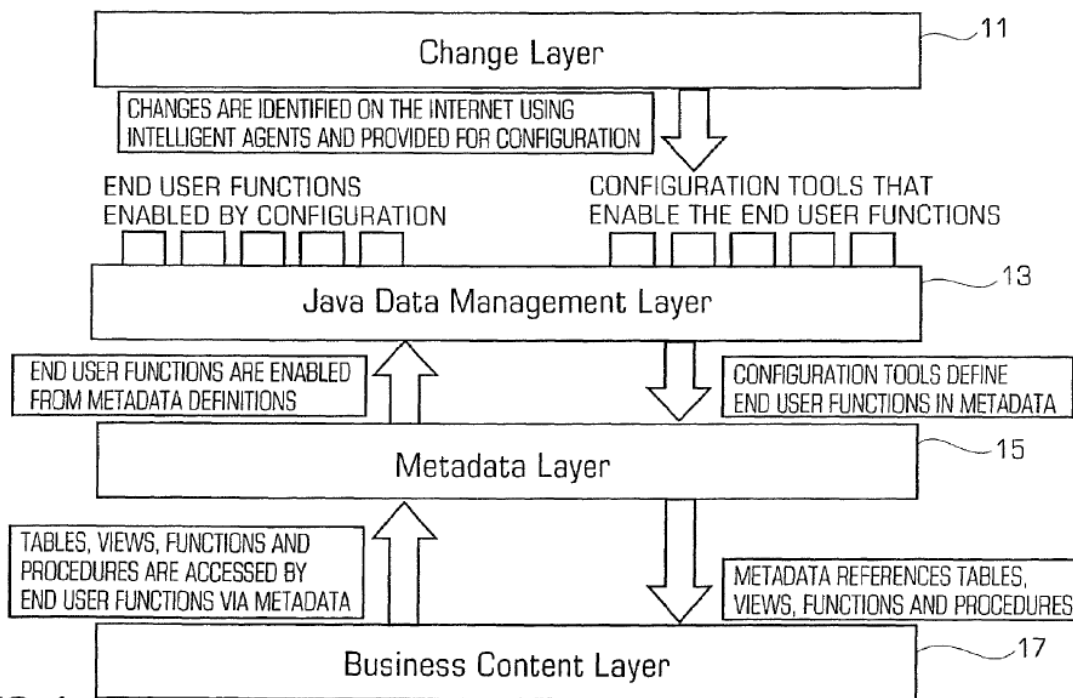 Change Layer
11
CHANGES ARE IDENTIFIED ON THE INTERNET USING
INTELLIGENT AGENTS AND PROVIDED FOR CONFIGURATION
END USER FUNCTIONS
ENABLED BY CONFIGURATION
CONFIGURATION TOOLS THAT
ENABLE THE END USER FUNCTIONS
Java Data Management Layer
13
END USER FUNCTIONS ARE ENABLED
FROM METADATA DEFINITIONS
CONFIGURATION TOOLS DEFINE
END USER FUNCTIONS IN METADATA
Metadata Layer
15
TABLES, VIEWS, FUNCTIONS AND
PROCEDURES ARE ACCESSED BY
END USER FUNCTIONS VIA METADATA
METADATA REFERENCES TABLES,
VIEWS, FUNCTIONS AND PROCEDURES
Business Content Layer
17